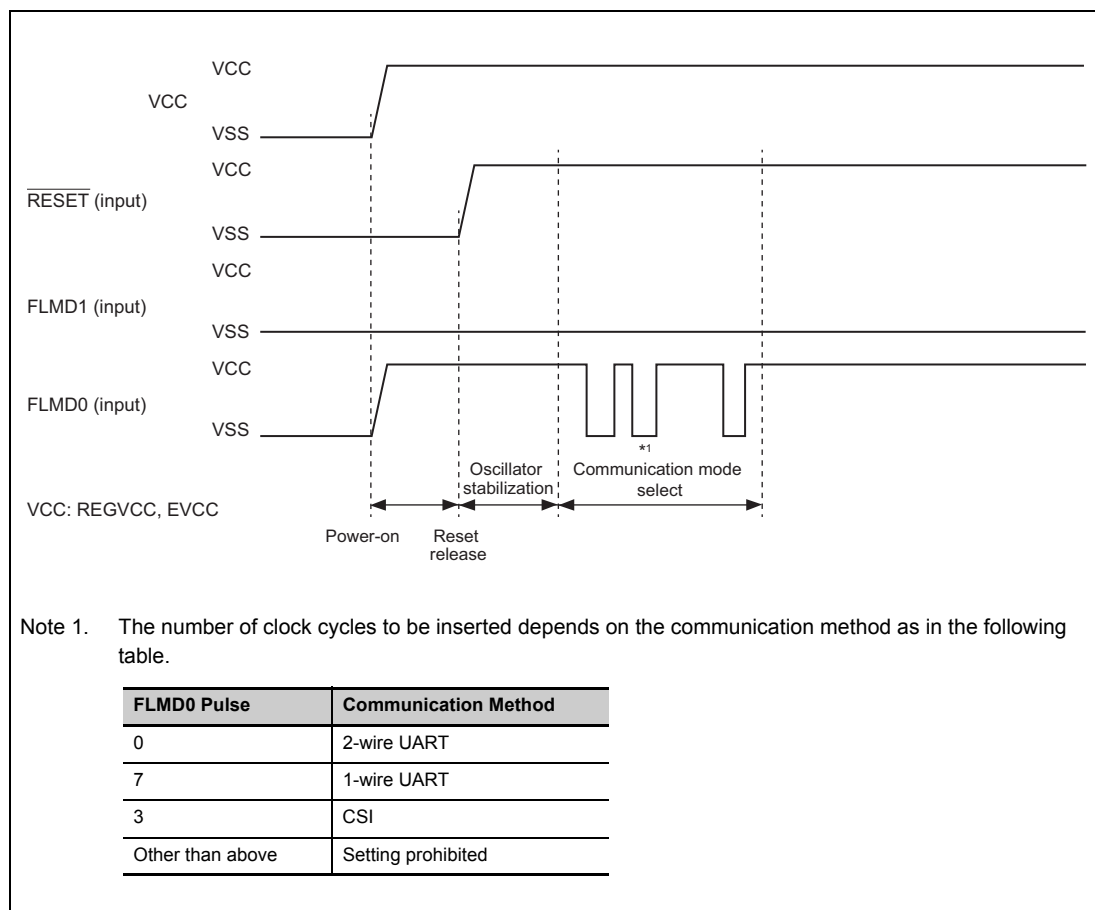 VCC
VCC
VSS
VCC
RESET (input)
VSS
VCC
FLMD1 (input)
VSS
VCC
FLMD0 (input)
VSS
*1
Oscillator
stabilization
Communication mode
select
VCC: REGVCC, EVCC
Power-on
Reset
release
Note 1. The number of clock cycles to be inserted depends on the communication method as in the following
table.
FLMD0 Pulse Communication Method
0 2-wire UART
7 1-wire UART
3 CSI
Other than above Setting prohibited